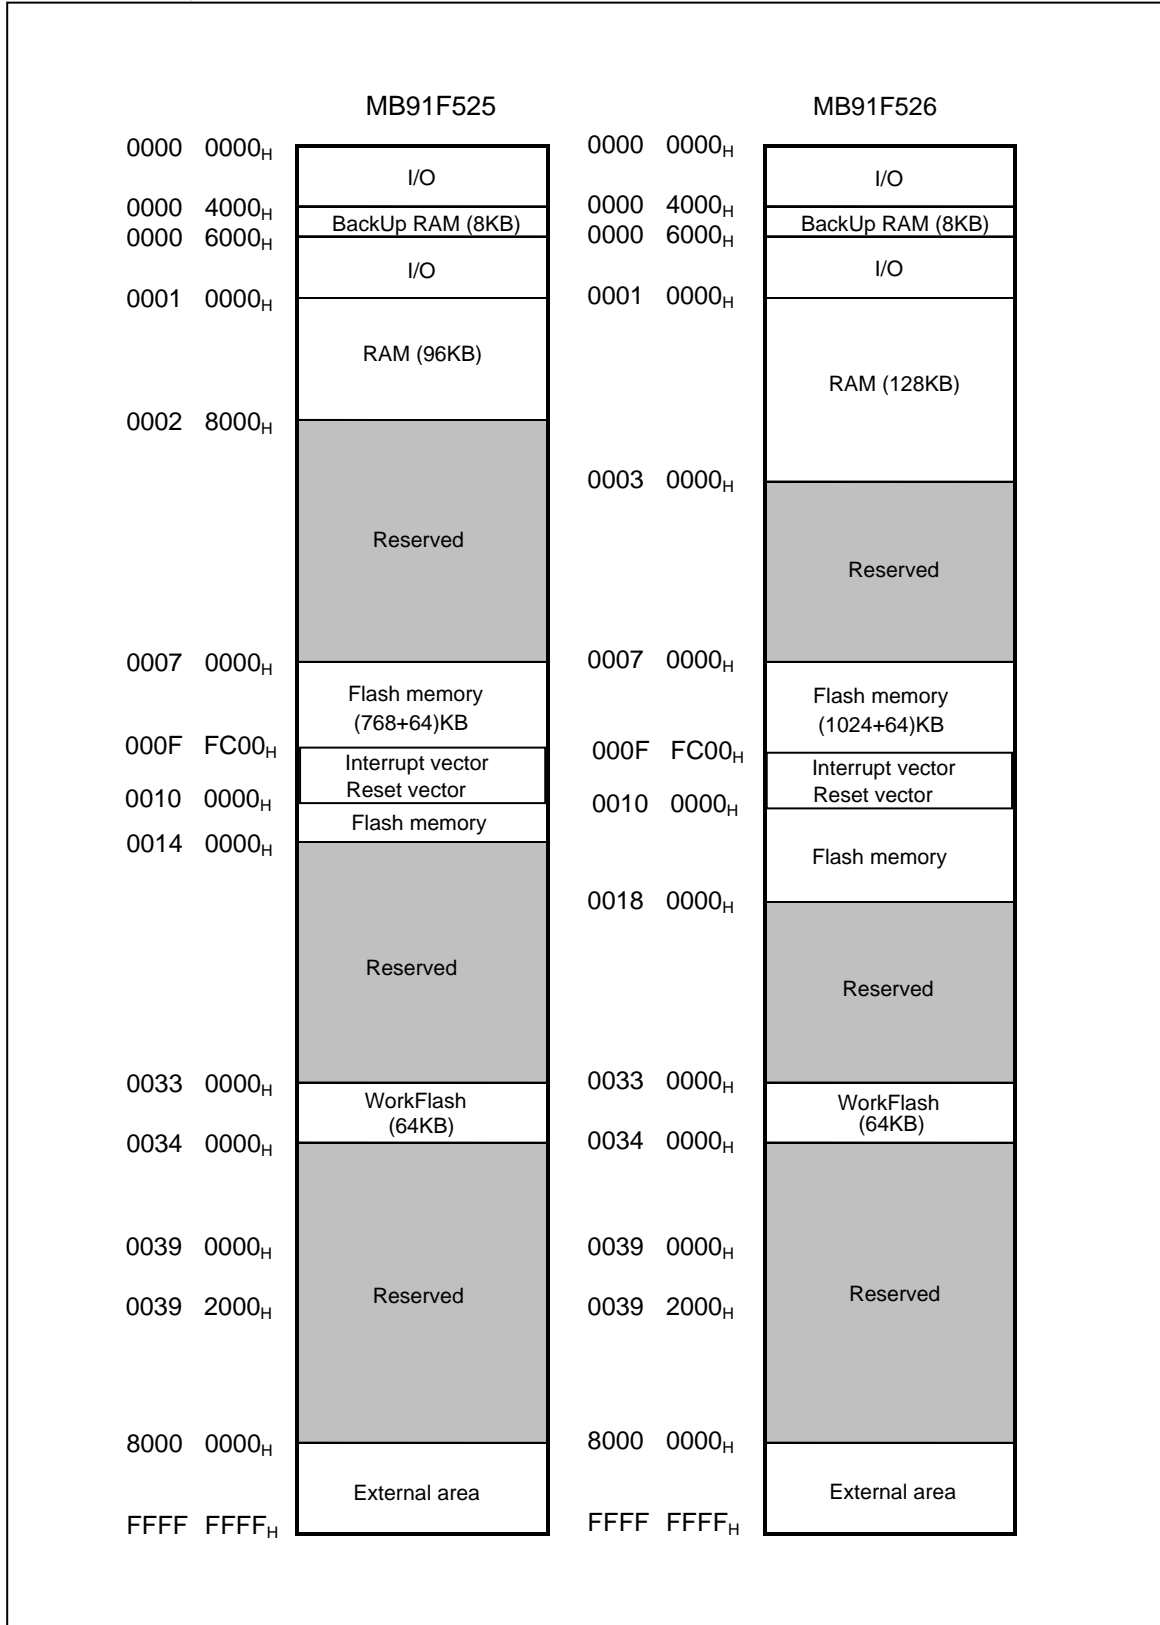 MB91F525
0000 0000H
I/O
0000 4000H
BackUp RAM (8KB)
0000 6000H
I/O
0001 0000H
RAM (96KB)
0002 8000H
Reserved
0007 0000H
Flash memory
(768+64)KB
000F FC00H
Interrupt vector
Reset vector
0010 0000H
Flash memory
0014 0000H
Reserved
0033 0000H
WorkFlash
(64KB)
0034 0000H
0039 0000H
Reserved
0039 2000H
8000 0000H
External area
FFFF FFFFH
MB91F526
0000 0000H
I/O
0000 4000H
BackUp RAM (8KB)
0000 6000H
I/O
0001 0000H
RAM (128KB)
0003 0000H
Reserved
0007 0000H
Flash memory
(1024+64)KB
000F FC00H
Interrupt vector
Reset vector
0010 0000H
Flash memory
0018 0000H
Reserved
0033 0000H
WorkFlash
(64KB)
0034 0000H
0039 0000H
Reserved
0039 2000H
8000 0000H
External area
FFFF FFFFH